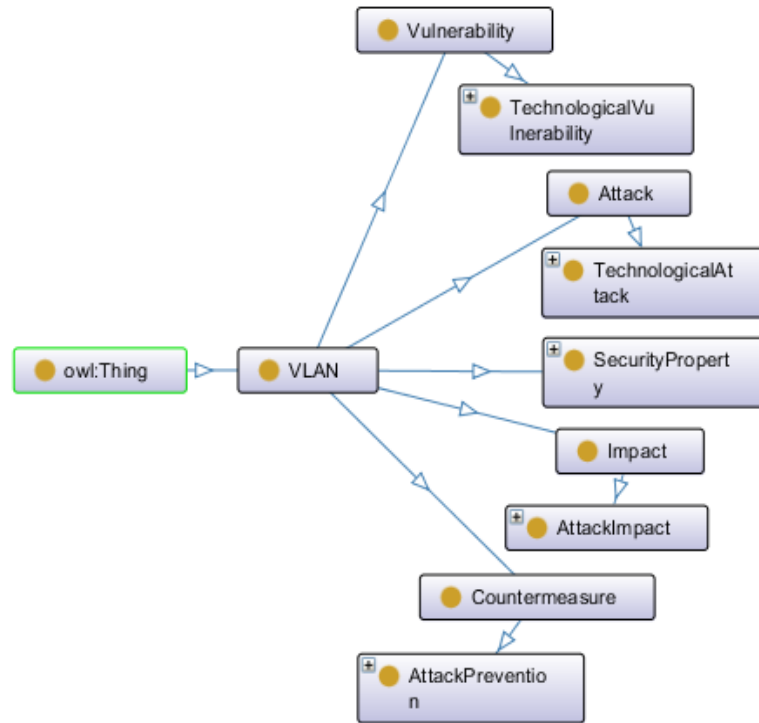 Vulnerability
TechnologicalVu
lnerability
Attack
TechnologicalAt
tack
owl:Thing
VLAN
SecurityPropert
y
Impact
AttackImpact
Countermeasure
AttackPreventio
n